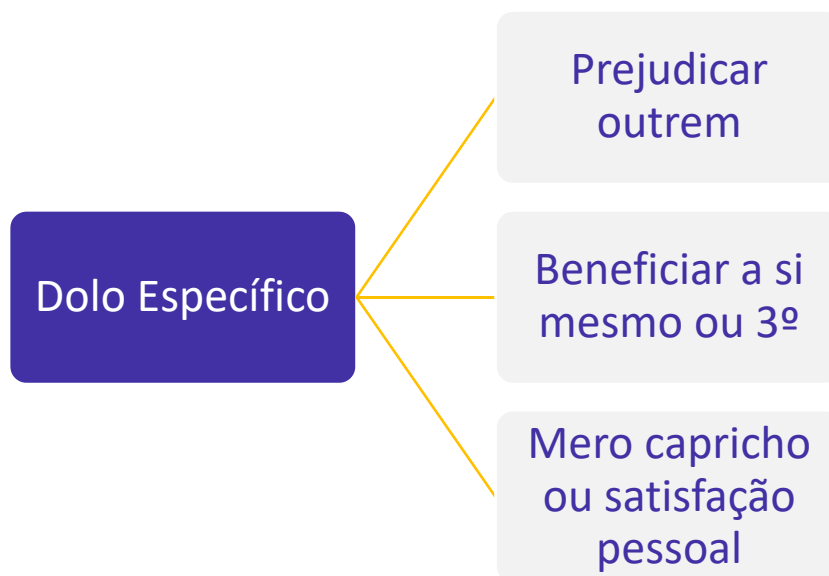 Dolo Específico
Prejudicar
outrem
Beneficiar a si
mesmo ou 3º
Mero capricho
ou satisfação
pessoal